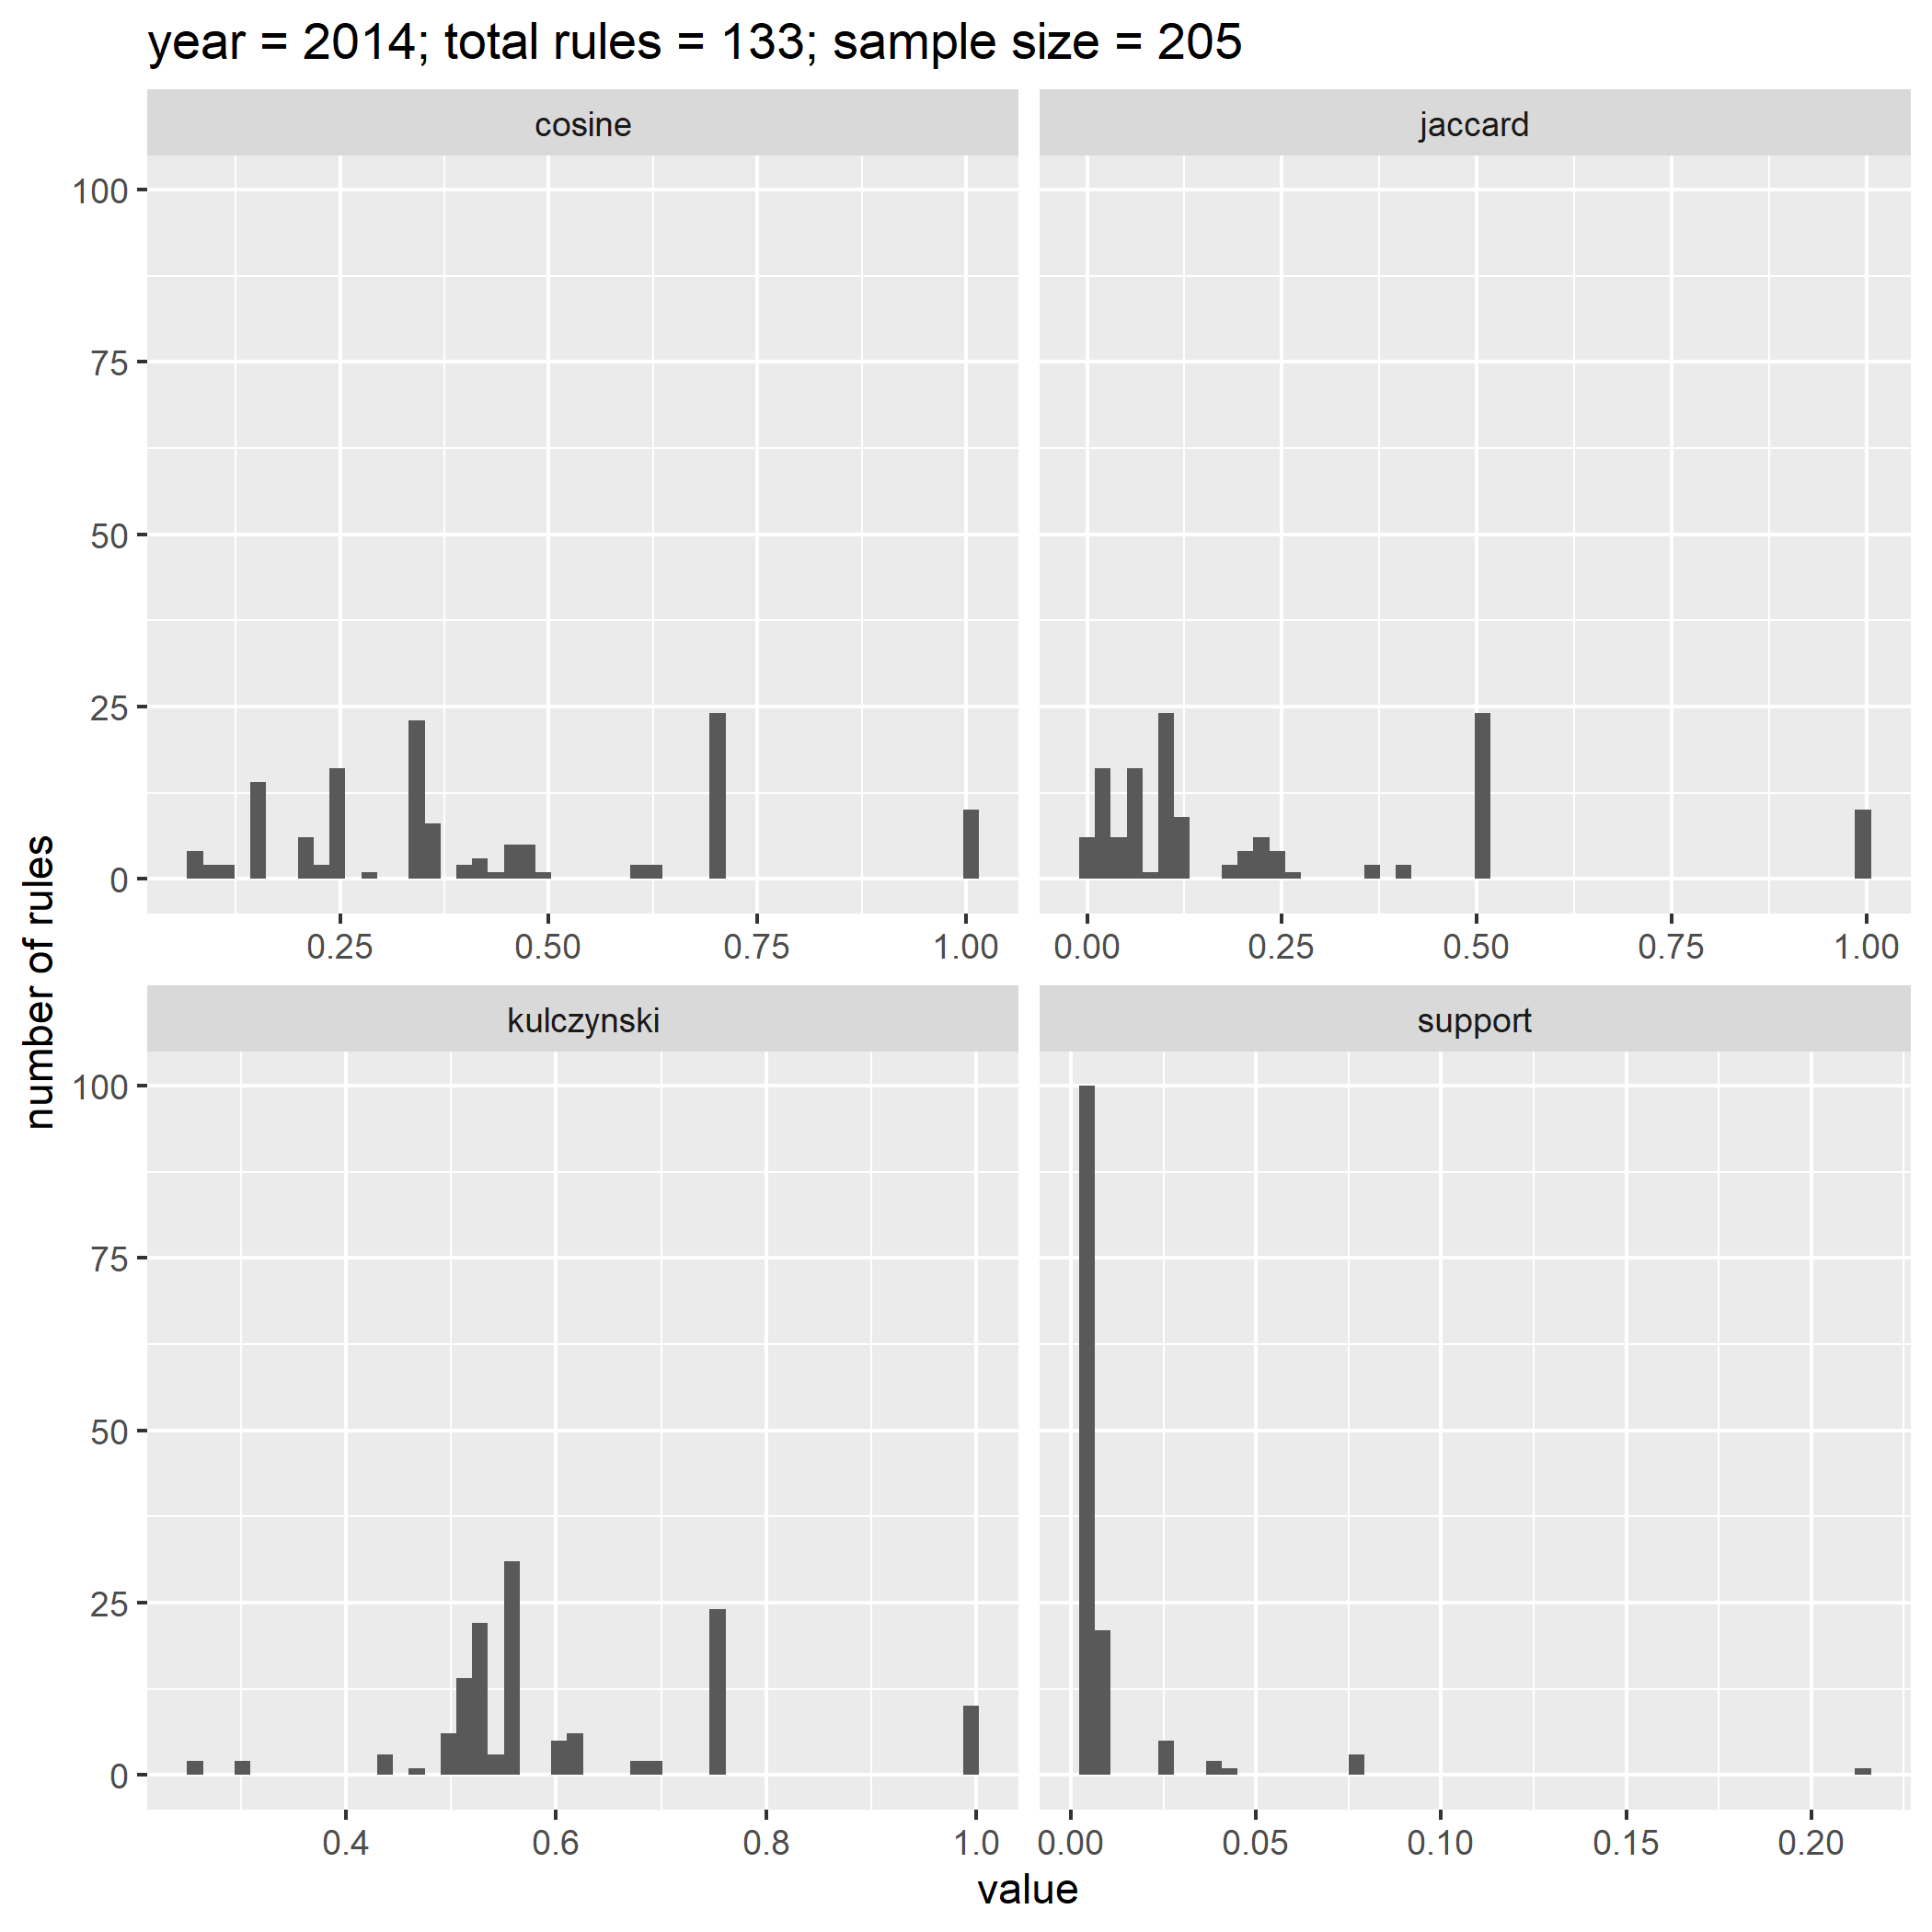 year = 2014; total rules = 133; sample size = 205
cosine
jaccard
100
75
50
25
0
0.25 0.50 0.75 1.00
0.00 0.25 0.50 0.75 1.00
number of rules
kulczynski
support
100
75
50
25
0
0.4 0.6 0.8 1.0
0.00 0.05 0.10 0.15 0.20
value